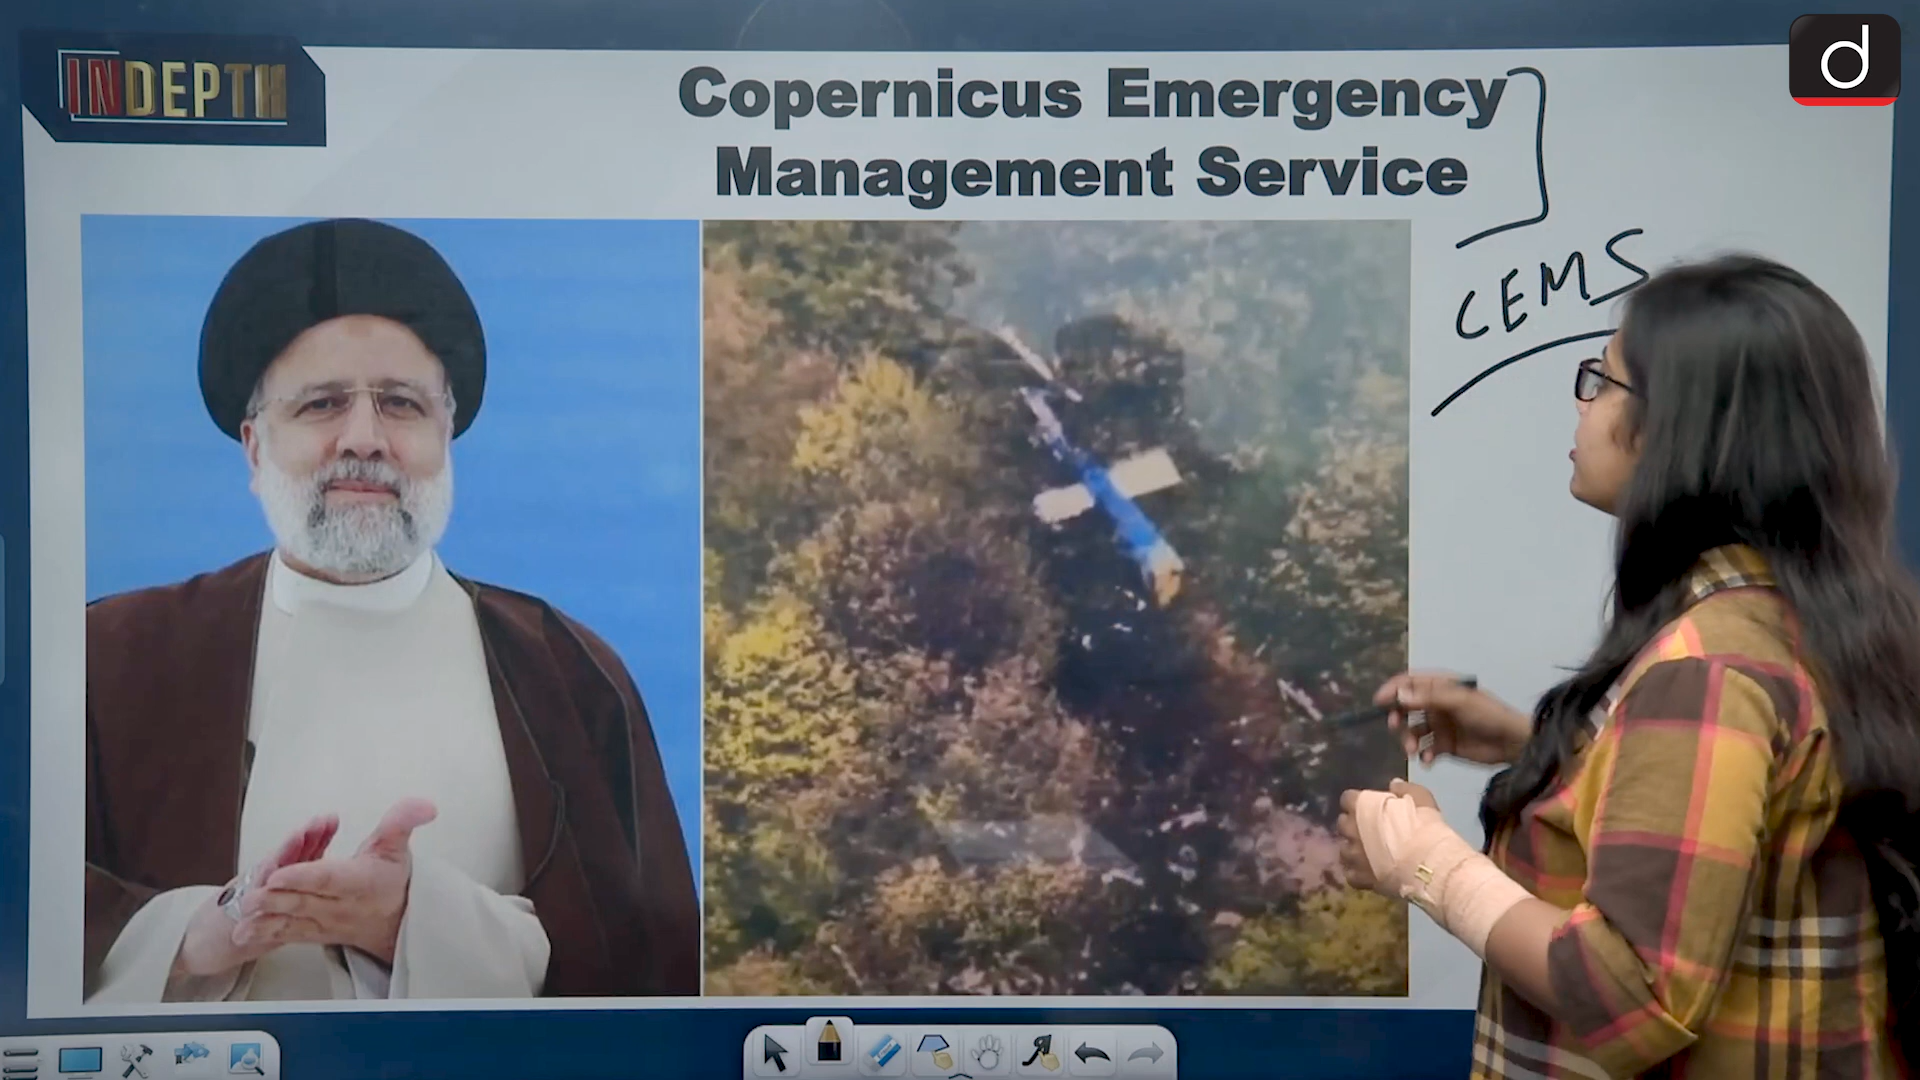 INDEPTH
Copernicus Emergency
Management Service
CEMS
d